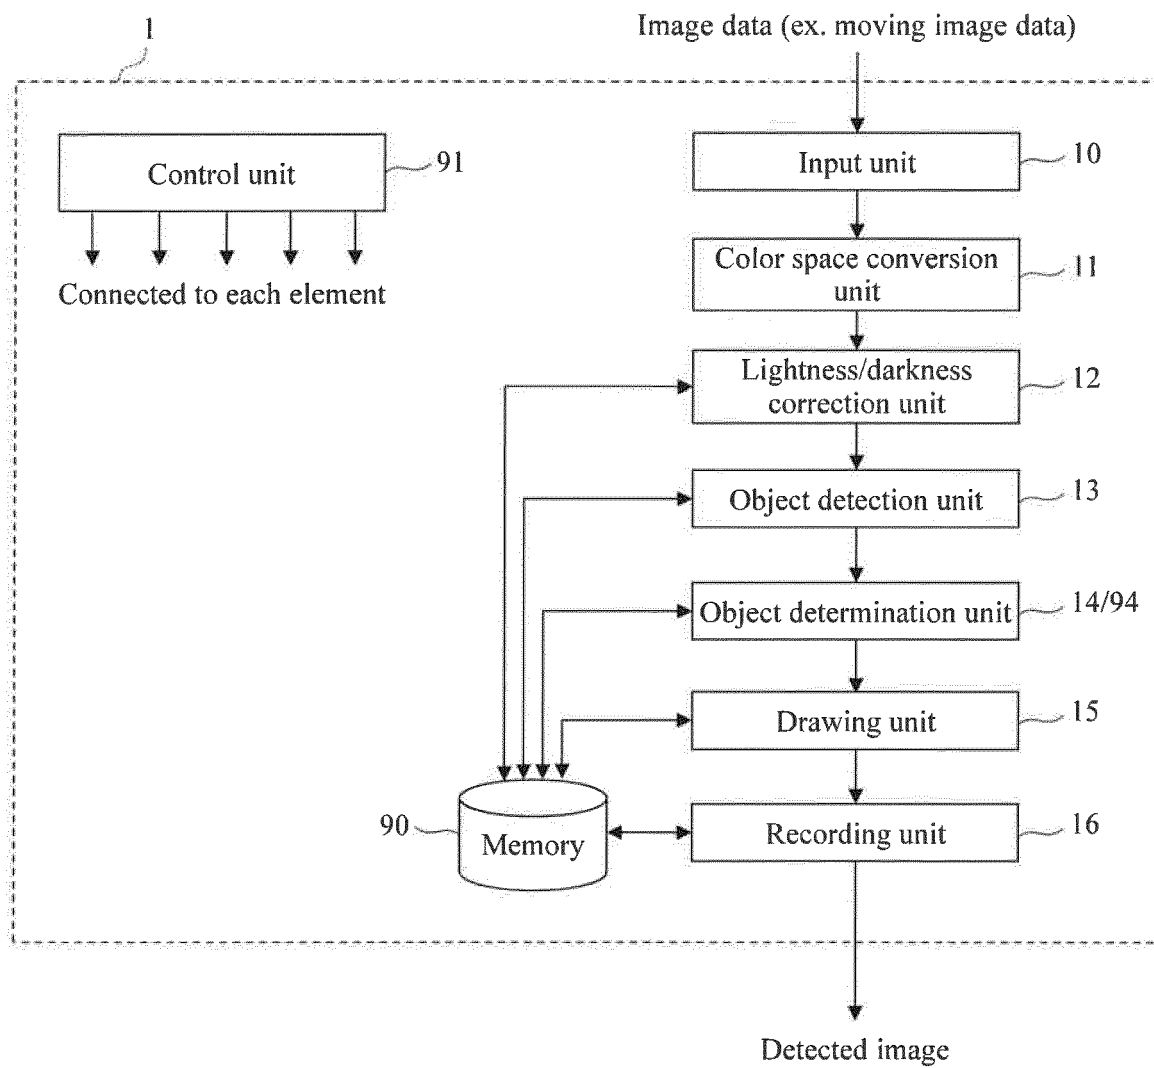 Image data (ex. moving image data)
1
Control unit
91
Connected to each element
Input unit
10
Color space conversion
unit
11
Lightness/darkness
correction unit
12
Object detection unit
13
Object determination unit
14/94
Drawing unit
15
90
Memory
Recording unit
16
Detected image